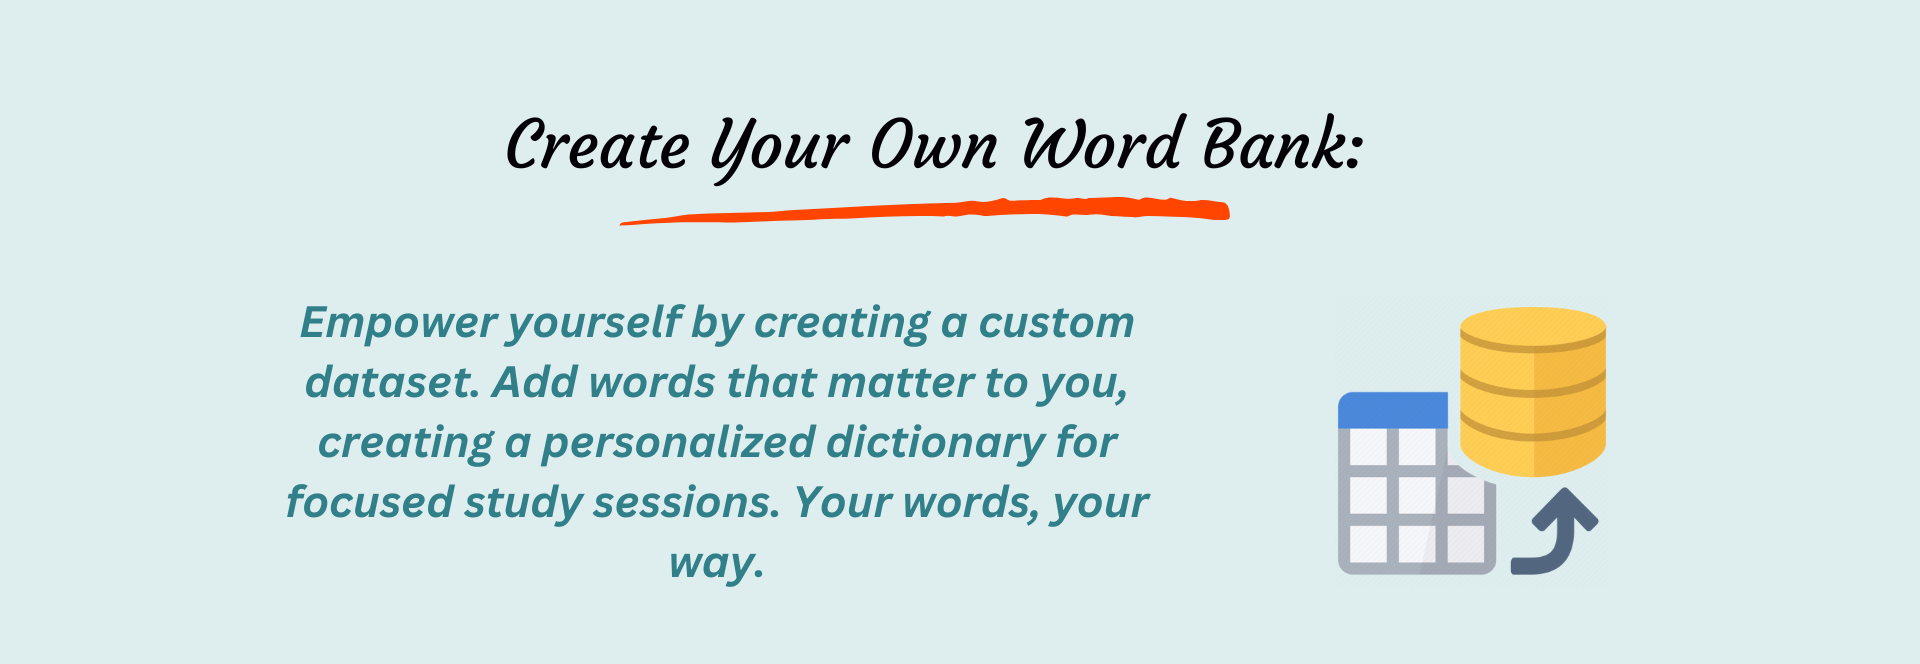 Create Your Own Word Bank:
Empower yourself by creating a custom
dataset. Add words that matter to you,
creating a personalized dictionary for
focused study sessions. Your words, your
way.